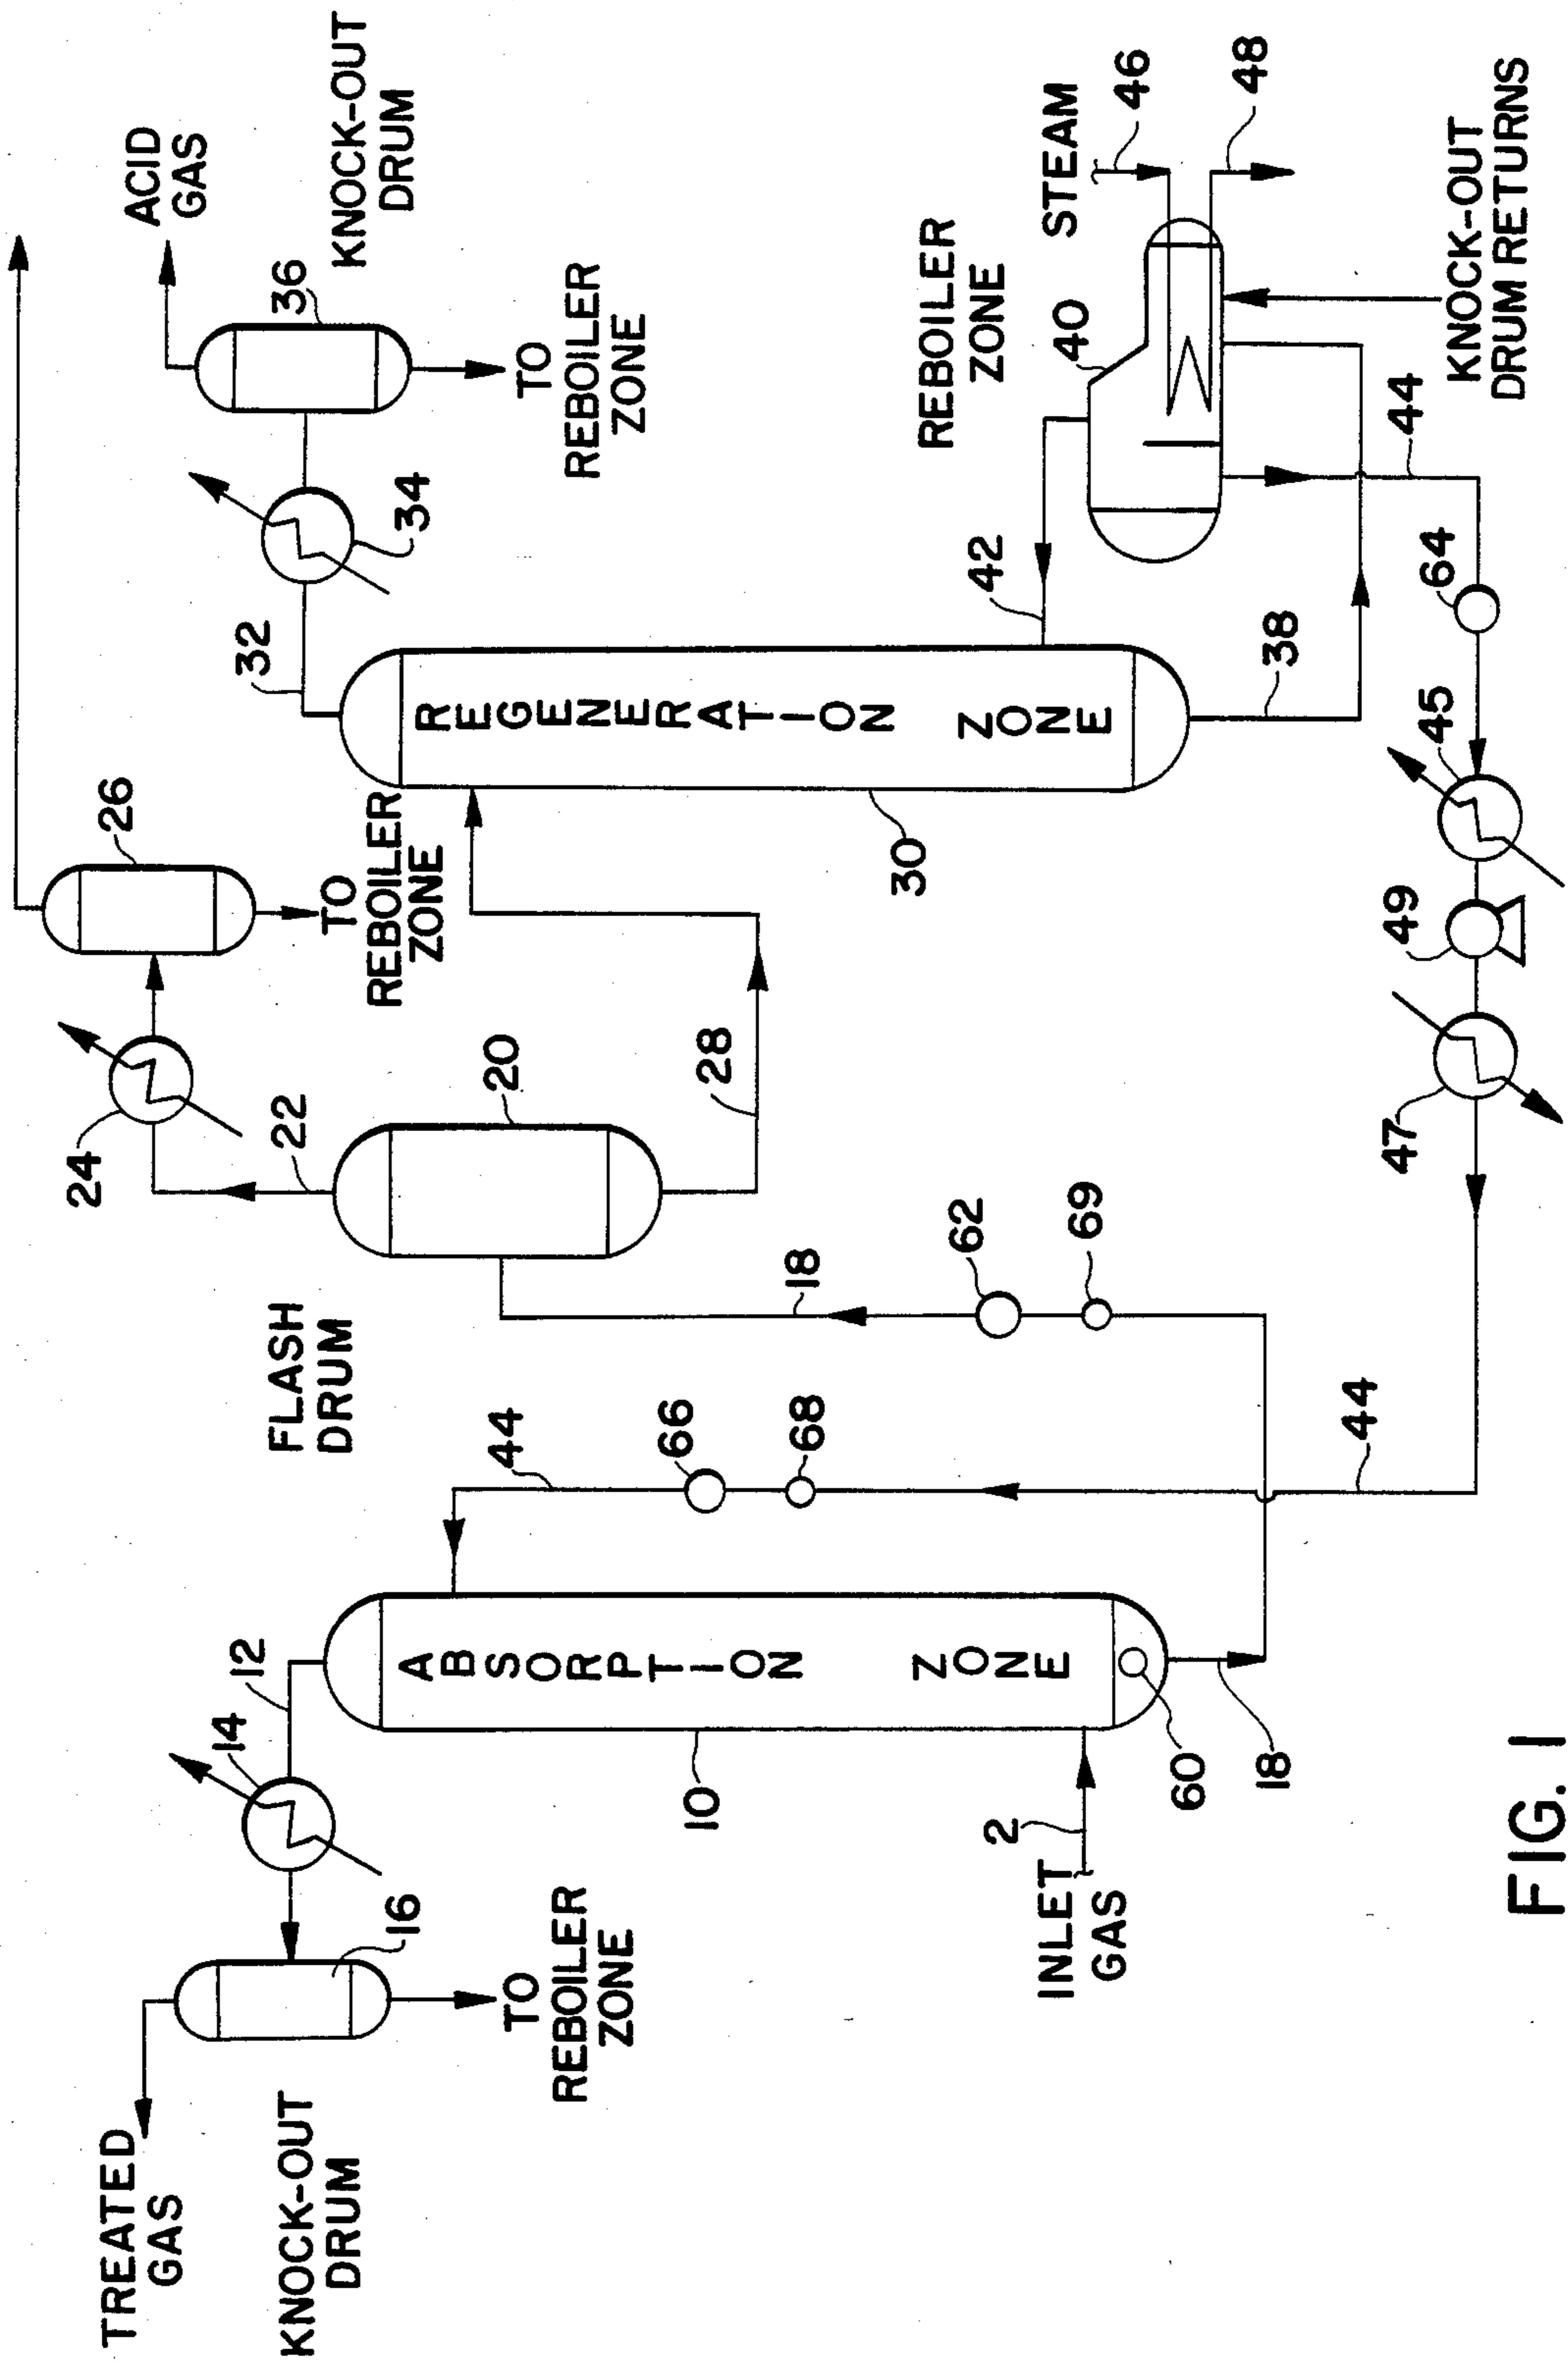 TREATED
GAS
KNOCK-OUT
DRUM
16
TO
REBOILER
ZONE
14
12
ABSORPTION ZONE
10
INLET
GAS
2
60
18
44
66
68
44
FLASH
DRUM
18
62
69
24
22
20
28
26
TO
REBOILER
ZONE
REGENERATION ZONE
30
32
34
36
ACID
GAS
KNOCK-OUT
DRUM
TO
REBOILER
ZONE
REBOILER
ZONE
40
42
38
STEAM
46
48
KNOCK-OUT
DRUM RETURNS
44
64
45
49
47
FIG. 1